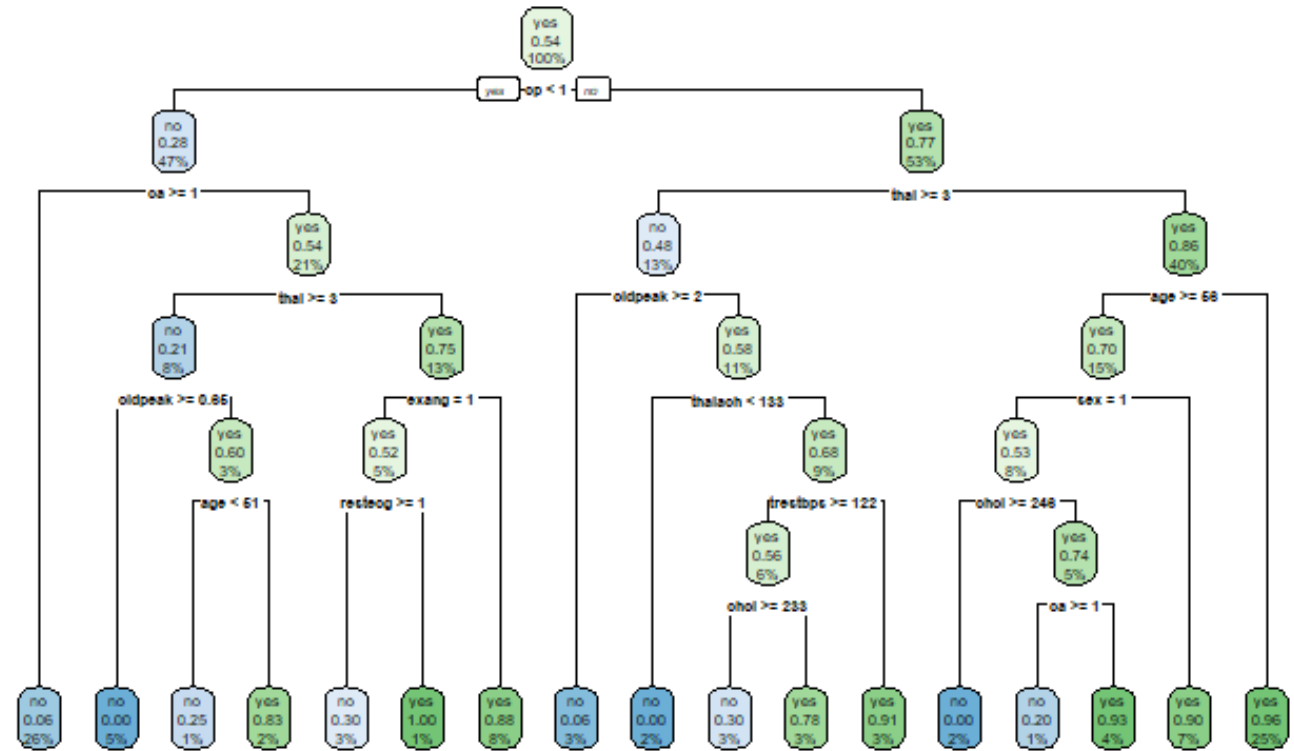 yes
0.54
100%
yes op < 1 no
no
0.28
47%
yes
0.77
53%
oa >= 1
thal >= 3
yes
0.54
21%
no
0.48
13%
yes
0.86
40%
thal >= 3
oldpeak >= 2
age >= 56
no
0.21
8%
yes
0.75
13%
yes
0.58
11%
yes
0.70
15%
oldpeak >= 0.65
exang = 1
thalaoh < 133
sex = 1
yes
0.60
3%
yes
0.52
5%
yes
0.68
9%
yes
0.53
8%
age < 51
resteog >= 1
trestbps >= 122
ohol >= 246
yes
0.56
6%
yes
0.74
5%
ohol >= 233
oa >= 1
no
0.06
26%
no
0.00
5%
no
0.25
1%
yes
0.83
2%
no
0.30
3%
yes
1.00
1%
yes
0.88
8%
no
0.06
3%
no
0.00
2%
no
0.30
3%
yes
0.78
3%
yes
0.91
3%
no
0.00
2%
no
0.20
1%
yes
0.93
4%
yes
0.90
7%
yes
0.96
25%